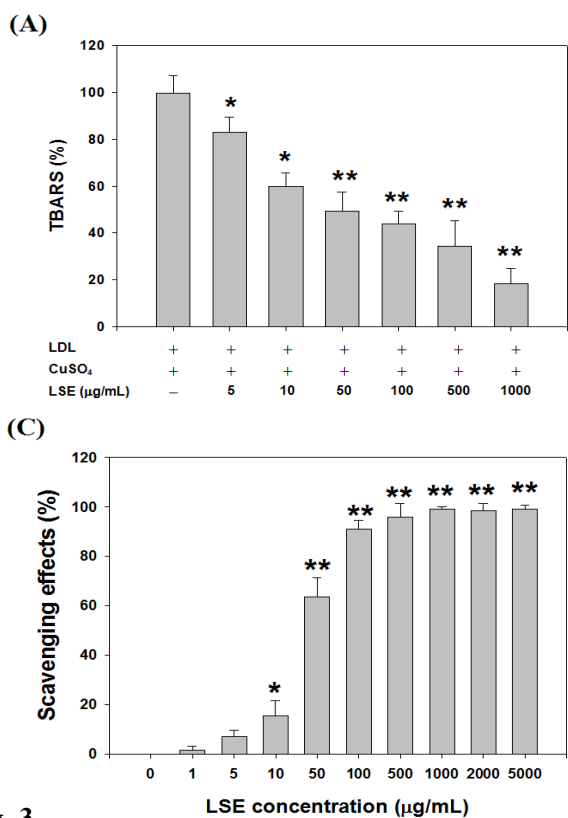 (A)
120
100
80
60
40
20
0
TBARS (%)
* * ** ** ** **
LDL + + + + + + +
CuSO₄ + + + + + + +
LSE (μg/mL) – 5 10 50 100 500 1000
(C)
120
100
80
60
40
20
0
Scavenging effects (%)
* ** ** ** ** ** **
0 1 5 10 50 100 500 1000 2000 5000
LSE concentration (μg/mL)
3